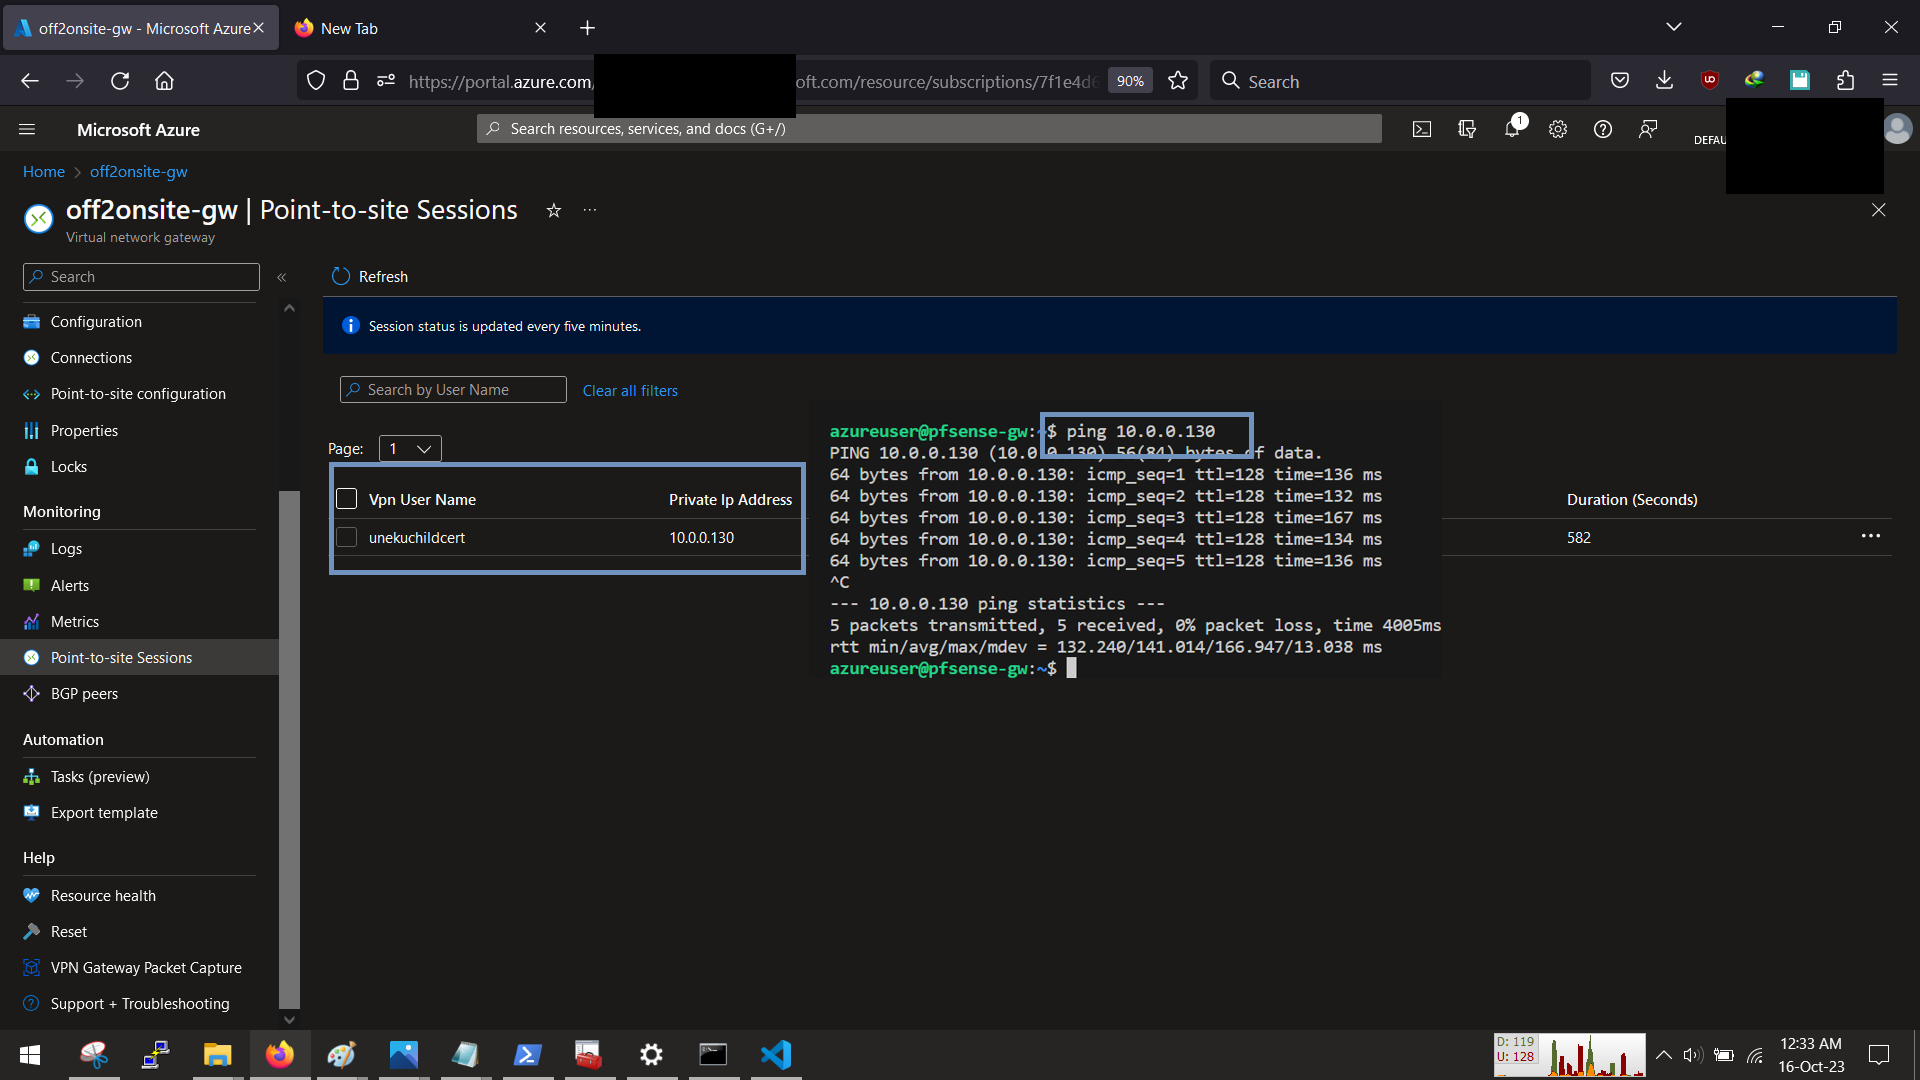 off2onsite-gw - Microsoft Azure
New Tab
https://portal.azure.com/
oft.com/resource/subscriptions/7f1e4d6
90%
Search
Microsoft Azure
Search resources, services, and docs (G+/)
1
DEFAU
Home > off2onsite-gw
off2onsite-gw | Point-to-site Sessions
Virtual network gateway
Search
Refresh
Session status is updated every five minutes.
Configuration
Connections
Point-to-site configuration
Properties
Locks
Monitoring
Logs
Alerts
Metrics
Point-to-site Sessions
BGP peers
Automation
Tasks (preview)
Export template
Help
Resource health
Reset
VPN Gateway Packet Capture
Support + Troubleshooting
Search by User Name
Clear all filters
Page: 1
Vpn User Name Private Ip Address Duration (Seconds)
unekuchildcert 10.0.0.130 582
azureuser@pfsense-gw:~$ ping 10.0.0.130
PING 10.0.0.130 (10.0.0.130) 56(84) bytes of data.
64 bytes from 10.0.0.130: icmp_seq=1 ttl=128 time=136 ms
64 bytes from 10.0.0.130: icmp_seq=2 ttl=128 time=132 ms
64 bytes from 10.0.0.130: icmp_seq=3 ttl=128 time=167 ms
64 bytes from 10.0.0.130: icmp_seq=4 ttl=128 time=134 ms
64 bytes from 10.0.0.130: icmp_seq=5 ttl=128 time=136 ms
^C
--- 10.0.0.130 ping statistics ---
5 packets transmitted, 5 received, 0% packet loss, time 4005ms
rtt min/avg/max/mdev = 132.240/141.014/166.947/13.038 ms
azureuser@pfsense-gw:~$
D: 119
U: 128
12:33 AM
16-Oct-23